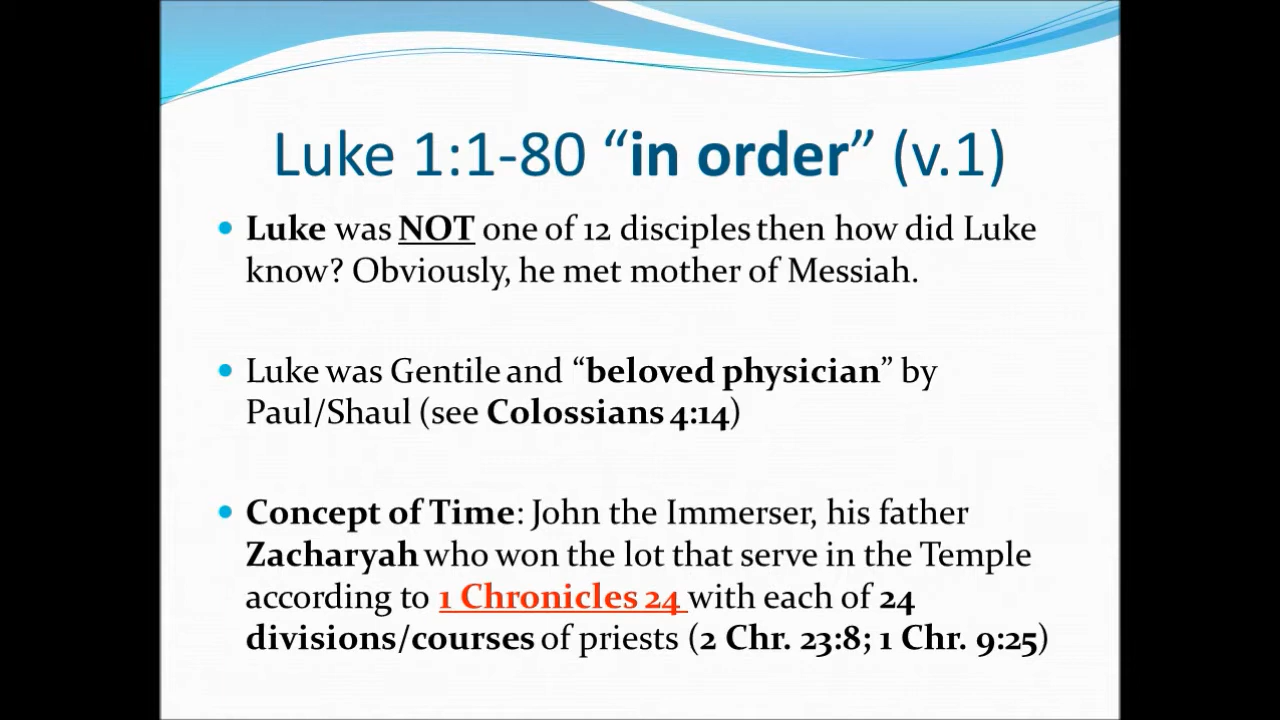 Luke 1:1-80 “in order” (v.1)
• Luke was NOT one of 12 disciples then how did Luke
know? Obviously, he met mother of Messiah.
• Luke was Gentile and “beloved physician” by
Paul/Shaul (see Colossians 4:14)
• Concept of Time: John the Immerser, his father
Zacharyah who won the lot that serve in the Temple
according to 1 Chronicles 24 with each of 24
divisions/courses of priests (2 Chr. 23:8; 1 Chr. 9:25)